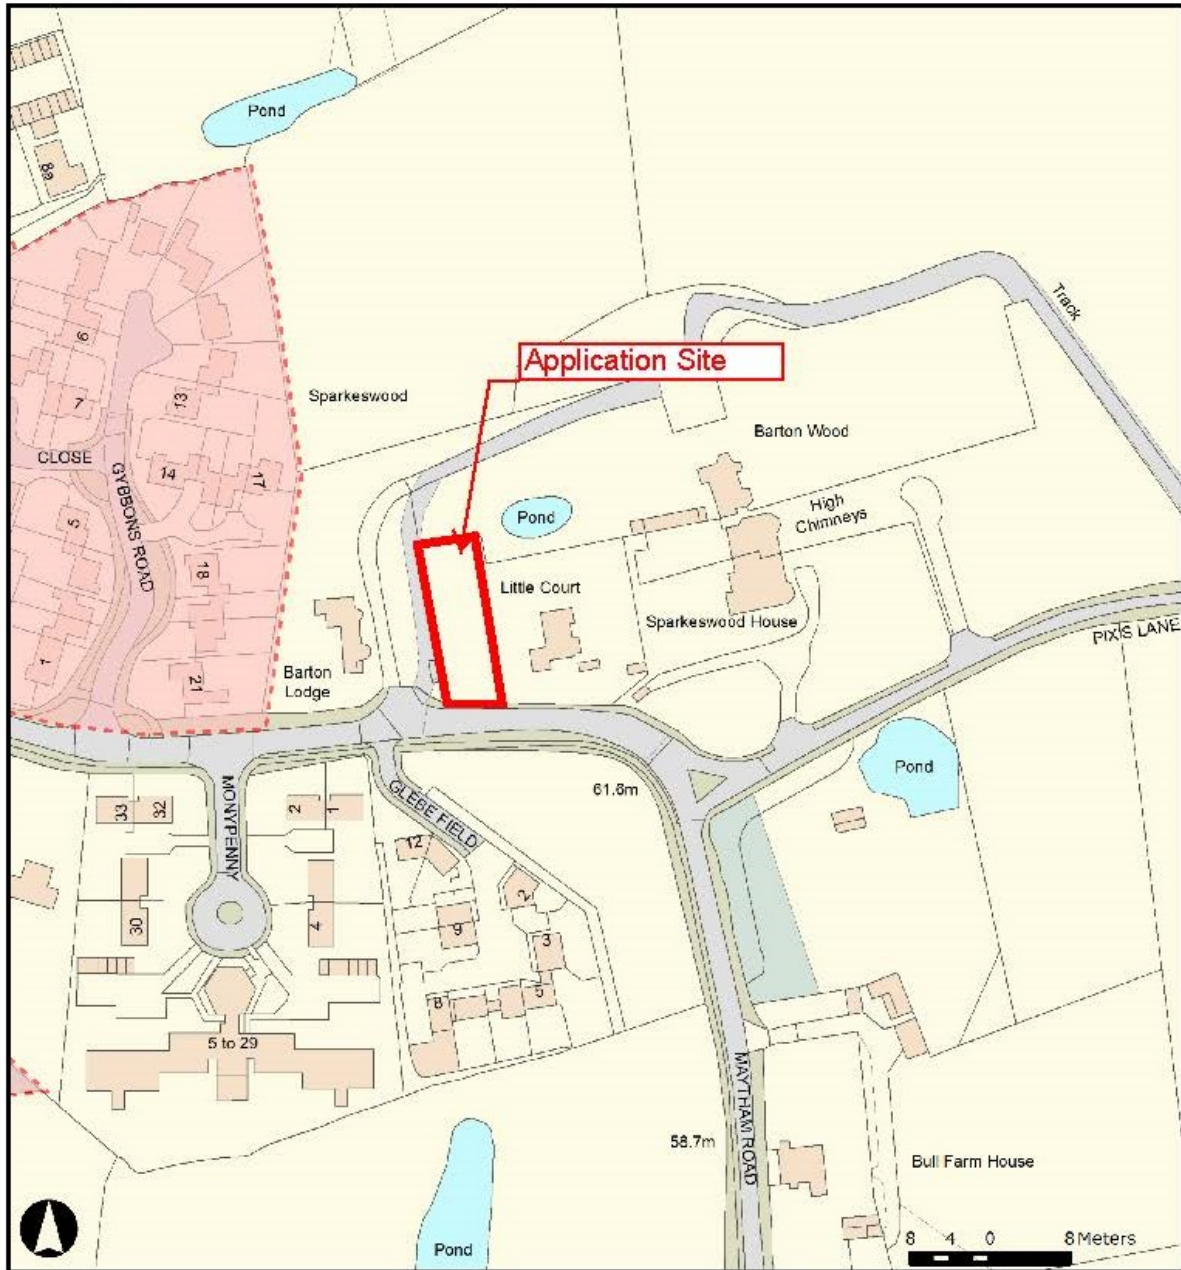 Pond
8a
Application Site
Track
6
7
13
Sparkeswood
Barton Wood
CLOSE
14
17
GYBBONS ROAD
5
Pond
High
Chimneys
18
Little Court
Sparkeswood House
PIXIS LANE
1
21
Barton
Lodge
61.6m
Pond
33
32
MONYPENNY
2
1
GLEBE FIELD
12
2
30
4
9
3
8
5
5 to 29
MAYTHAM ROAD
58.7m
Bull Farm House
Pond
8 4 0 8 Meters